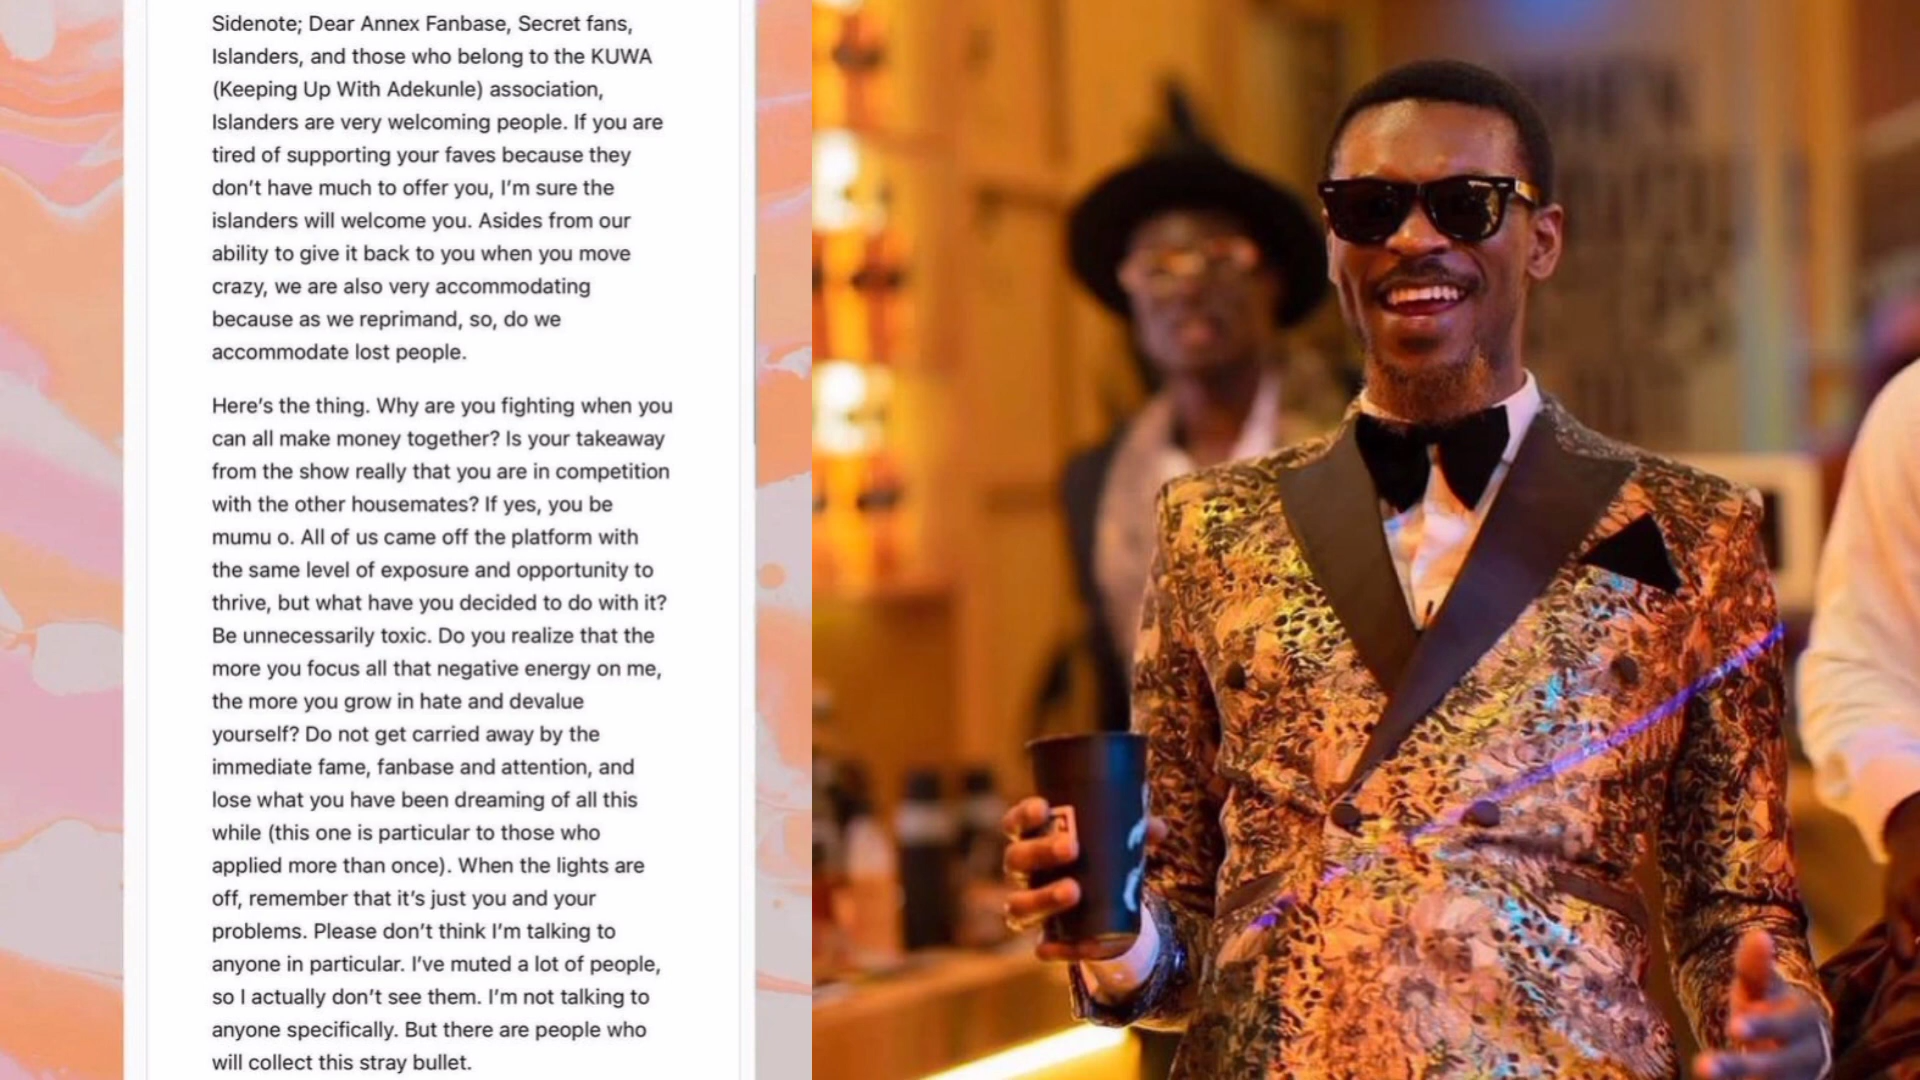 Sidenote; Dear Annex Fanbase, Secret fans,
Islanders, and those who belong to the KUWA
(Keeping Up With Adekunle) association,
Islanders are very welcoming people. If you are
tired of supporting your faves because they
don’t have much to offer you, I’m sure the
islanders will welcome you. Asides from our
ability to give it back to you when you move
crazy, we are also very accommodating
because as we reprimand, so, do we
accommodate lost people.
Here’s the thing. Why are you fighting when you
can all make money together? Is your takeaway
from the show really that you are in competition
with the other housemates? If yes, you be
mumu o. All of us came off the platform with
the same level of exposure and opportunity to
thrive, but what have you decided to do with it?
Be unnecessarily toxic. Do you realize that the
more you focus all that negative energy on me,
the more you grow in hate and devalue
yourself? Do not get carried away by the
immediate fame, fanbase and attention, and
lose what you have been dreaming of all this
while (this one is particular to those who
applied more than once). When the lights are
off, remember that it’s just you and your
problems. Please don’t think I’m talking to
anyone in particular. I’ve muted a lot of people,
so I actually don’t see them. I’m not talking to
anyone specifically. But there are people who
will collect this stray bullet.